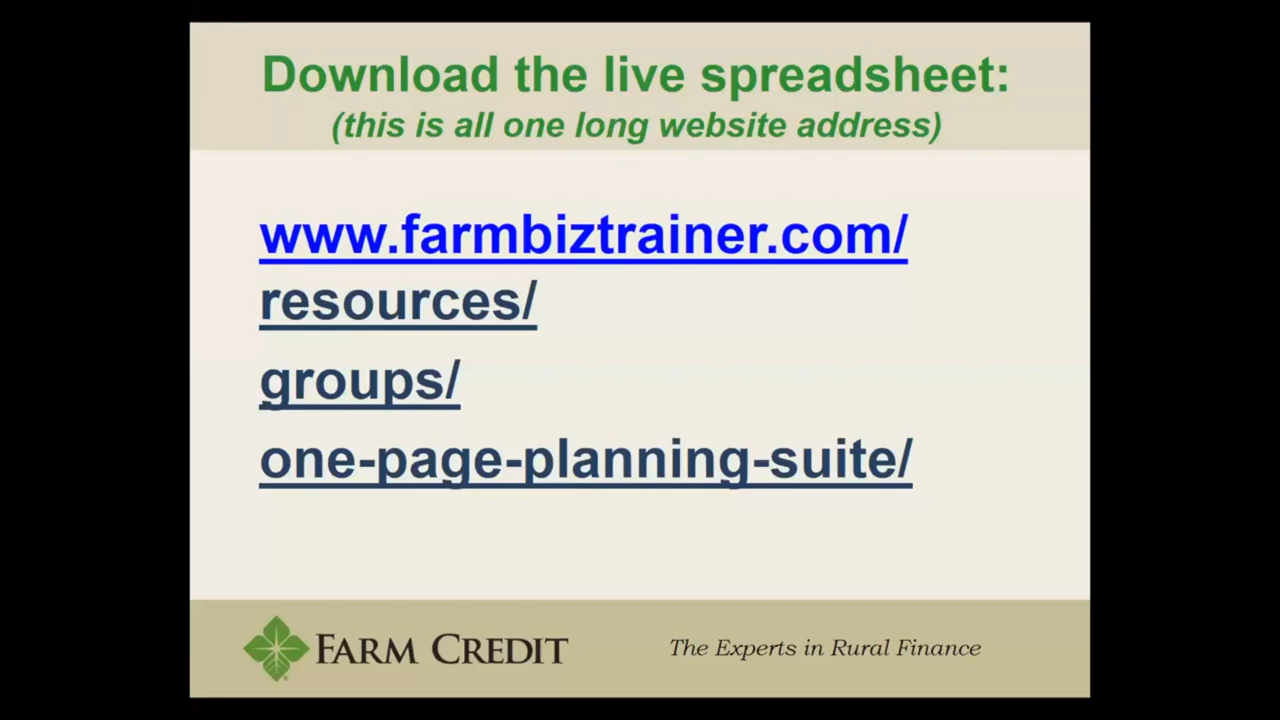 Download the live spreadsheet:
(this is all one long website address)
www.farmbiztrainer.com/
resources/
groups/
one-page-planning-suite/
FARM CREDIT
The Experts in Rural Finance